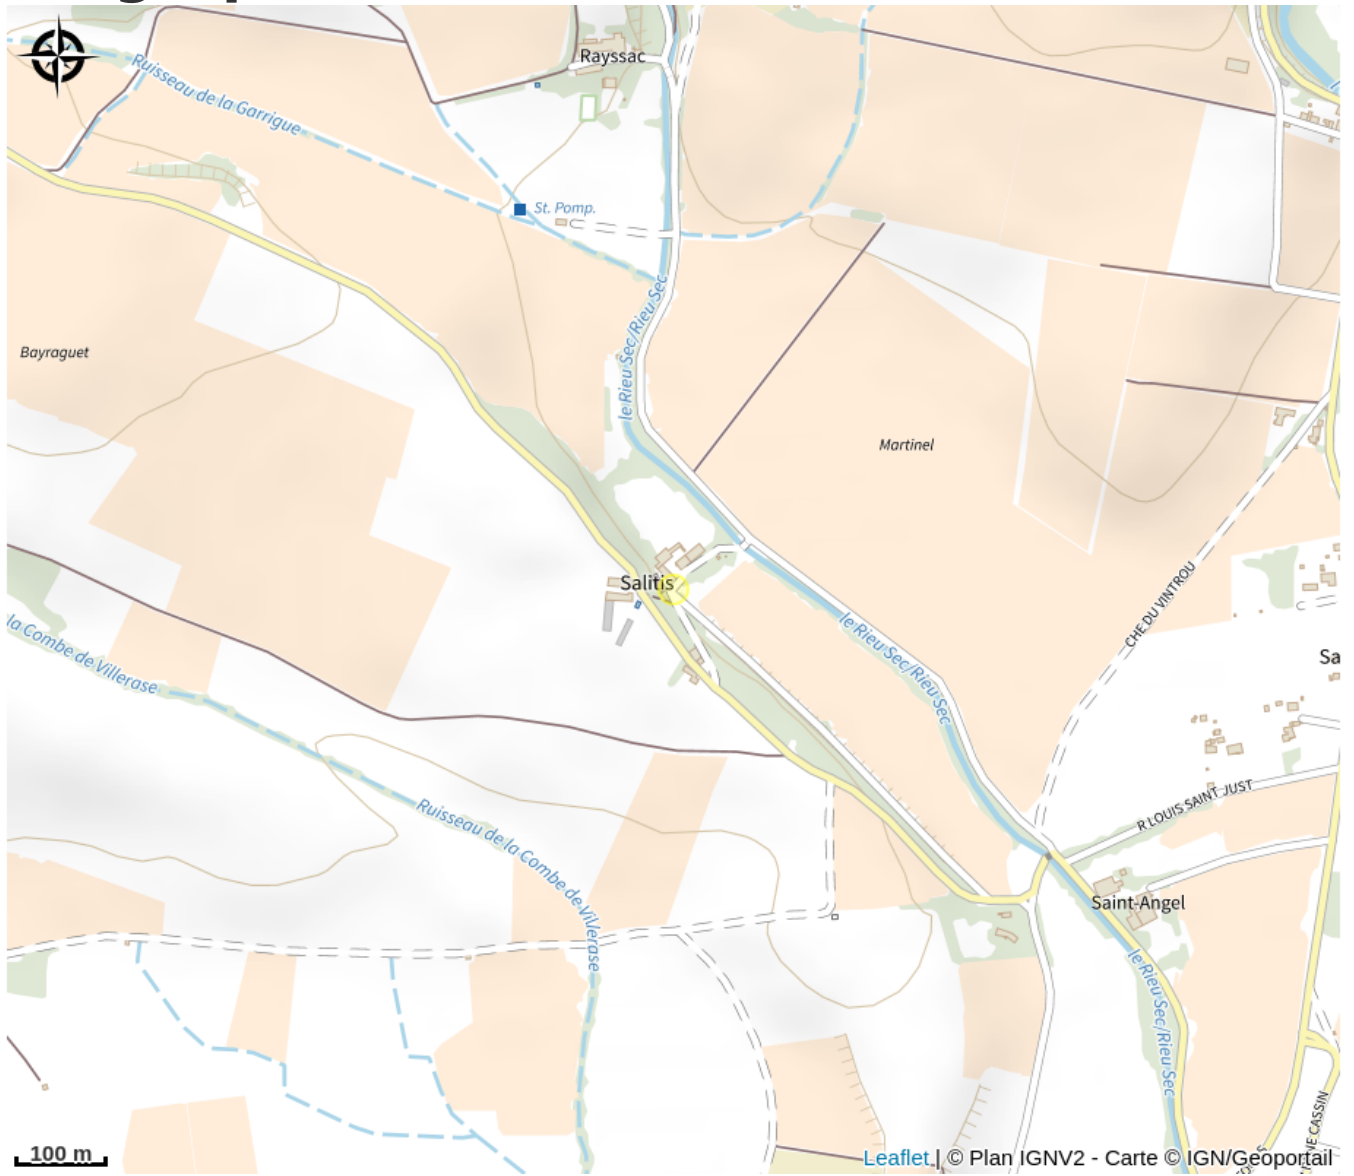 Rayssac
Ruisseau de la Garrigue
St. Pomp.
le Rieu Sec/Rieu Sec
Bayraguet
Martinel
Salitis
CHE DU VINTROU
le Rieu Sec/Rieu Sec
la Combe de Villerase
Sa
Ruisseau de la Combe de Villerase
R LOUIS SAINT JUST
Saint-Angel
le Rieu Sec/Rieu Sec
NE CASSIN
100 m
Leaflet | © Plan IGNV2 - Carte © IGN/Geoportail